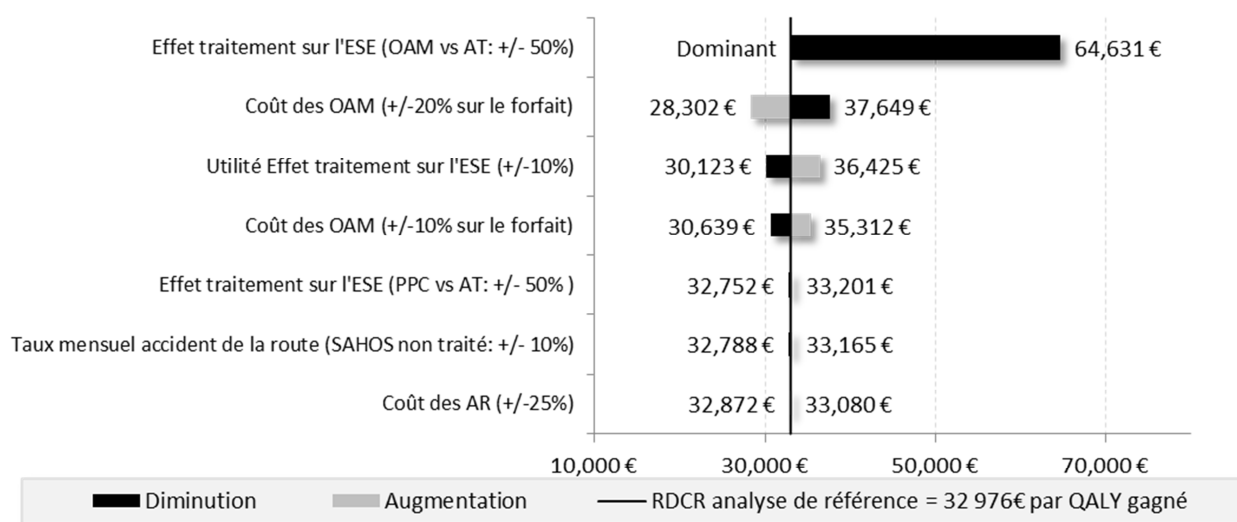 Effet traitement sur l'ESE (OAM vs AT: +/- 50%) Dominant 64,631 €
Coût des OAM (+/-20% sur le forfait) 28,302 € 37,649 €
Utilité Effet traitement sur l'ESE (+/-10%) 30,123 € 36,425 €
Coût des OAM (+/-10% sur le forfait) 30,639 € 35,312 €
Effet traitement sur l'ESE (PPC vs AT: +/- 50% ) 32,752 € 33,201 €
Taux mensuel accident de la route (SAHOS non traité: +/- 10%) 32,788 € 33,165 €
Coût des AR (+/-25%) 32,872 € 33,080 €
10,000 € 30,000 € 50,000 € 70,000 €
Diminution Augmentation RDCR analyse de référence = 32 976€ par QALY gagné